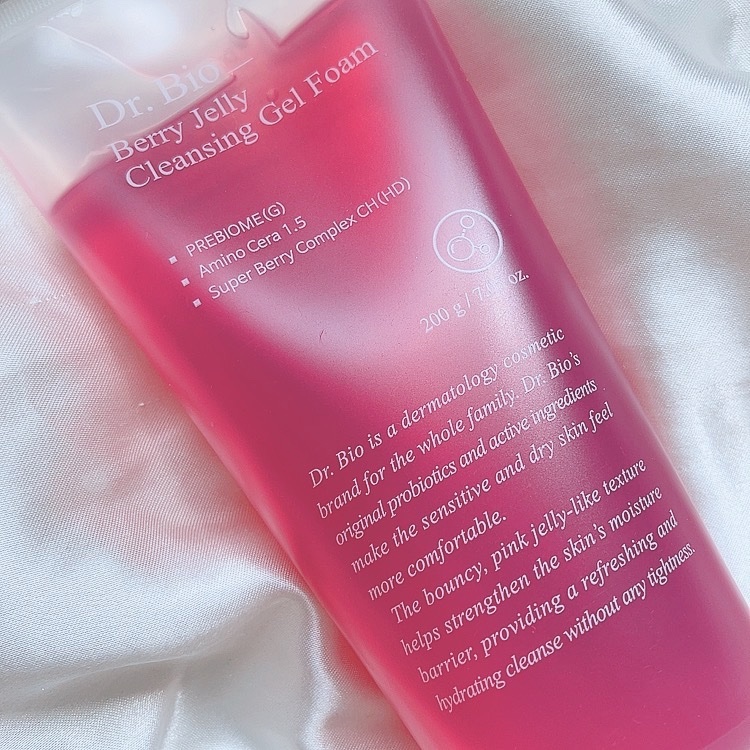 Dr. Bio
Berry Jelly
Cleansing Gel Foam
▪ PREBIOME(G)
▪ Amino Cera 1.5
▪ Super Berry Complex CH(HD)
200 g / oz.
Dr. Bio is a dermatology cosmetic
brand for the whole family. Dr. Bio's
original probiotics and active ingredients
make the sensitive and dry skin feel
more comfortable.
The bouncy, pink jelly-like texture
helps strengthen the skin's moisture
barrier, providing a refreshing and
hydrating cleanse without any tightness.